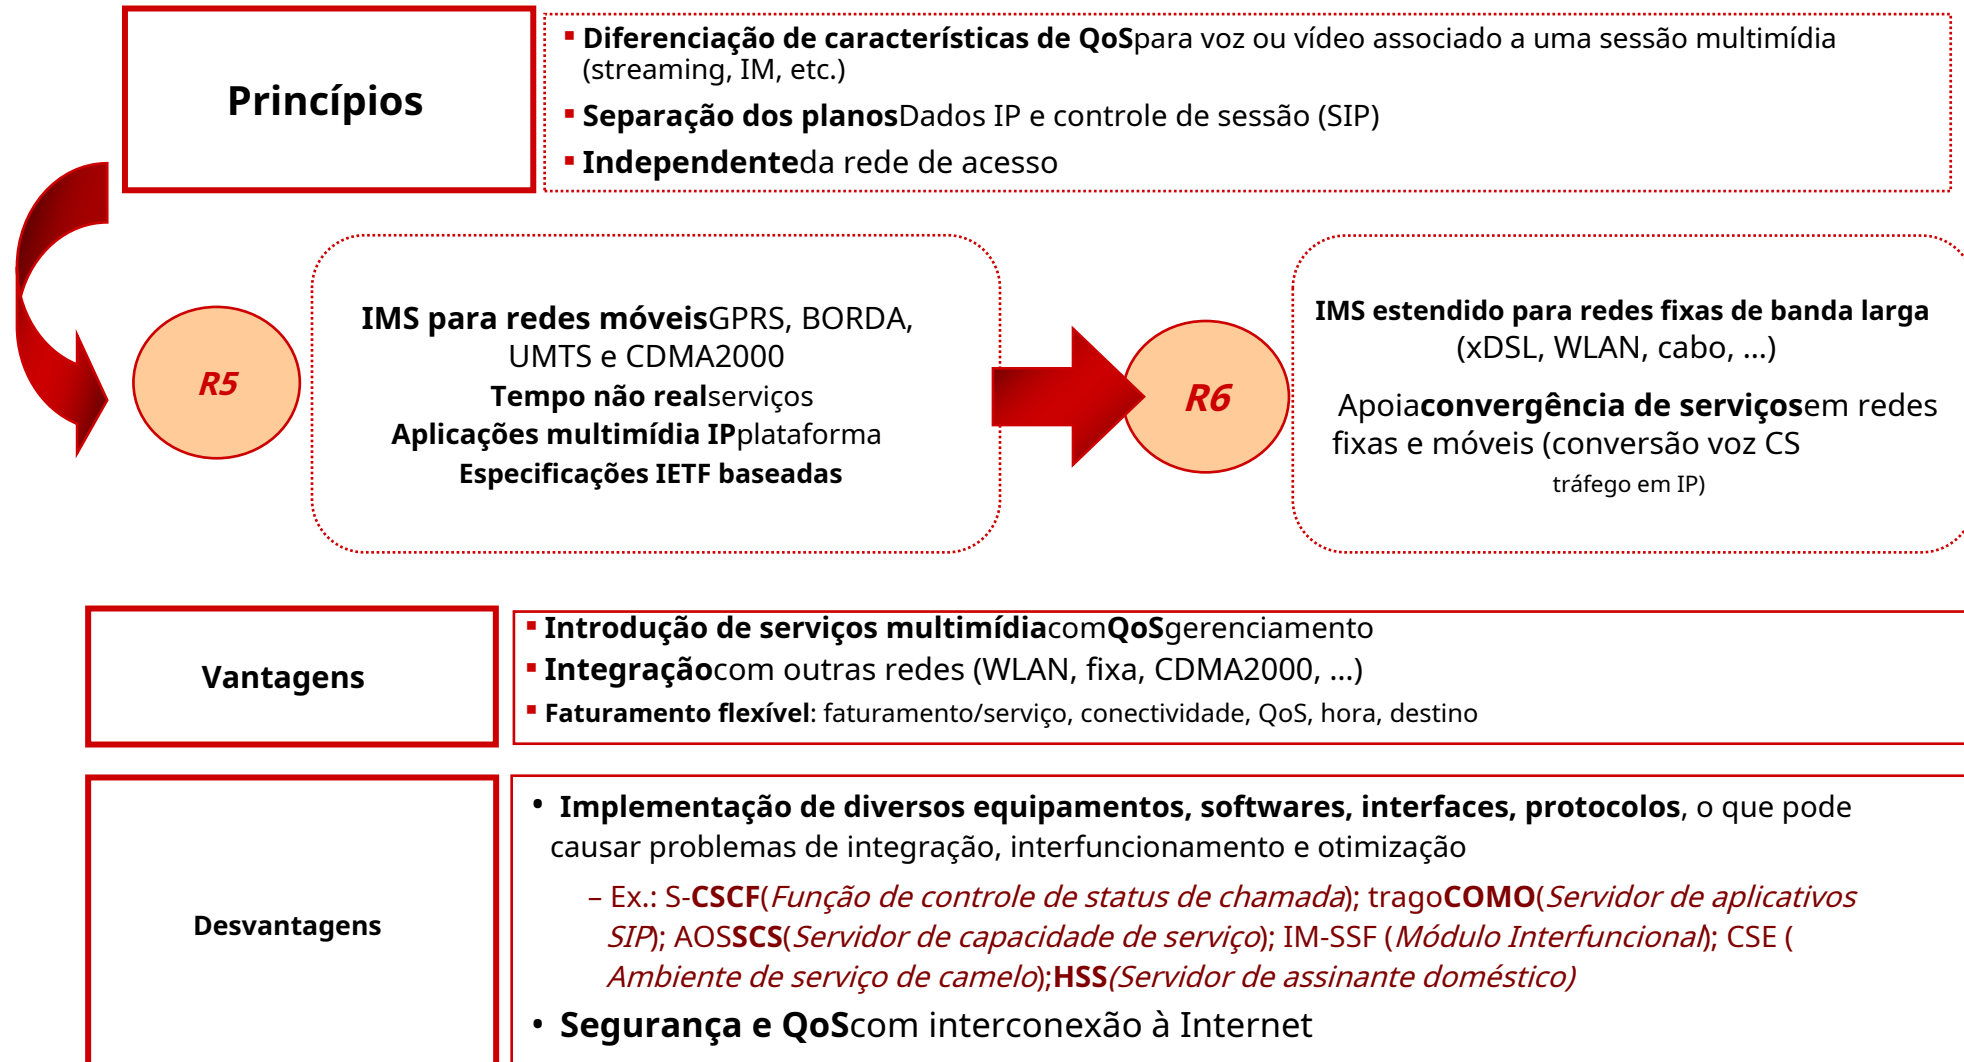 Princípios
▪ Diferenciação de características de QoSpara voz ou vídeo associado a uma sessão multimídia
(streaming, IM, etc.)
▪ Separação dos planosDados IP e controle de sessão (SIP)
▪ Independenteda rede de acesso
R5
IMS para redes móveisGPRS, BORDA,
UMTS e CDMA2000
Tempo não realserviços
Aplicações multimídia IPplataforma
Especificações IETF baseadas
R6
IMS estendido para redes fixas de banda larga
(xDSL, WLAN, cabo, ...)
Apoiaconvergência de serviçosem redes
fixas e móveis (conversão voz CS
tráfego em IP)
Vantagens
▪ Introdução de serviços multimídiacomQoSgerenciamento
▪ Integraçãocom outras redes (WLAN, fixa, CDMA2000, ...)
▪ Faturamento flexível: faturamento/serviço, conectividade, QoS, hora, destino
Desvantagens
• Implementação de diversos equipamentos, softwares, interfaces, protocolos, o que pode
causar problemas de integração, interfuncionamento e otimização
– Ex.: S-CSCF(Função de controle de status de chamada); tragoCOMO(Servidor de aplicativos
SIP); AOSSCS(Servidor de capacidade de serviço); IM-SSF (Módulo Interfuncional); CSE (
Ambiente de serviço de camelo);HSS(Servidor de assinante doméstico)
• Segurança e QoScom interconexão à Internet